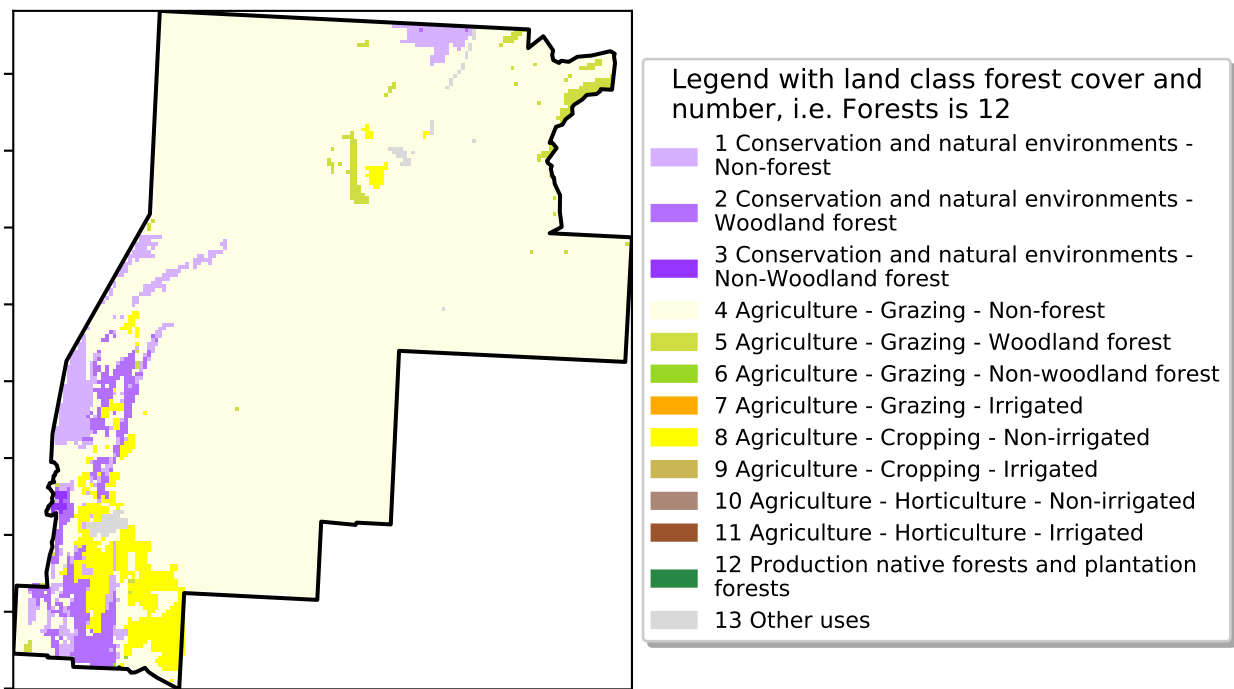 Legend with land class forest cover and
number, i.e. Forests is 12
1 Conservation and natural environments -
Non-forest
2 Conservation and natural environments -
Woodland forest
3 Conservation and natural environments -
Non-Woodland forest
4 Agriculture - Grazing - Non-forest
5 Agriculture - Grazing - Woodland forest
6 Agriculture - Grazing - Non-woodland forest
7 Agriculture - Grazing - Irrigated
8 Agriculture - Cropping - Non-irrigated
9 Agriculture - Cropping - Irrigated
10 Agriculture - Horticulture - Non-irrigated
11 Agriculture - Horticulture - Irrigated
12 Production native forests and plantation
forests
13 Other uses